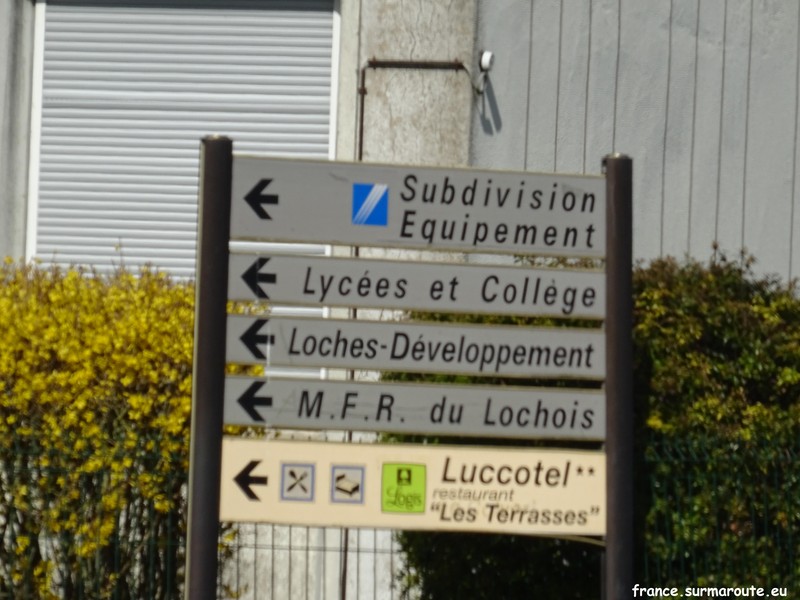 Subdivision
Equipement
Lycées et Collège
Loches-Développement
M.F.R. du Lochois
Luccotel**
logis
restaurant
"Les Terrasses"
france.surmaroute.eu